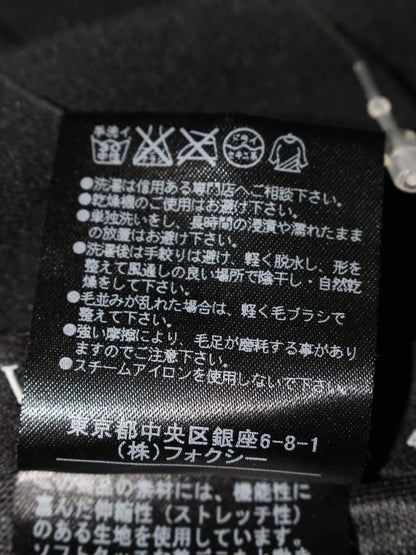 手洗イ
ドライ
セキユ系
●洗濯は信用ある専門店へご相談下さい。
●乾燥機のご使用はお避け下さい。
●単独洗いをし、長時間の浸漬や濡れたまま
の放置はお避け下さい。
●洗濯後は手絞りは避け、軽く脱水し、形を
整えて風通しの良い場所で陰干し・自然乾
燥をして下さい。
●毛並みが乱れた場合は、軽く毛ブラシで
整えて下さい。
●強い摩擦により、毛足が磨耗する事があり
ますのでご注意下さい。
●スチームアイロンを使用しないで下さい。
東京都中央区銀座6-8-1
(株)フォクシー
素材には、機能性に
富んだ伸縮性(ストレッチ性)
のある生地を使用しています。